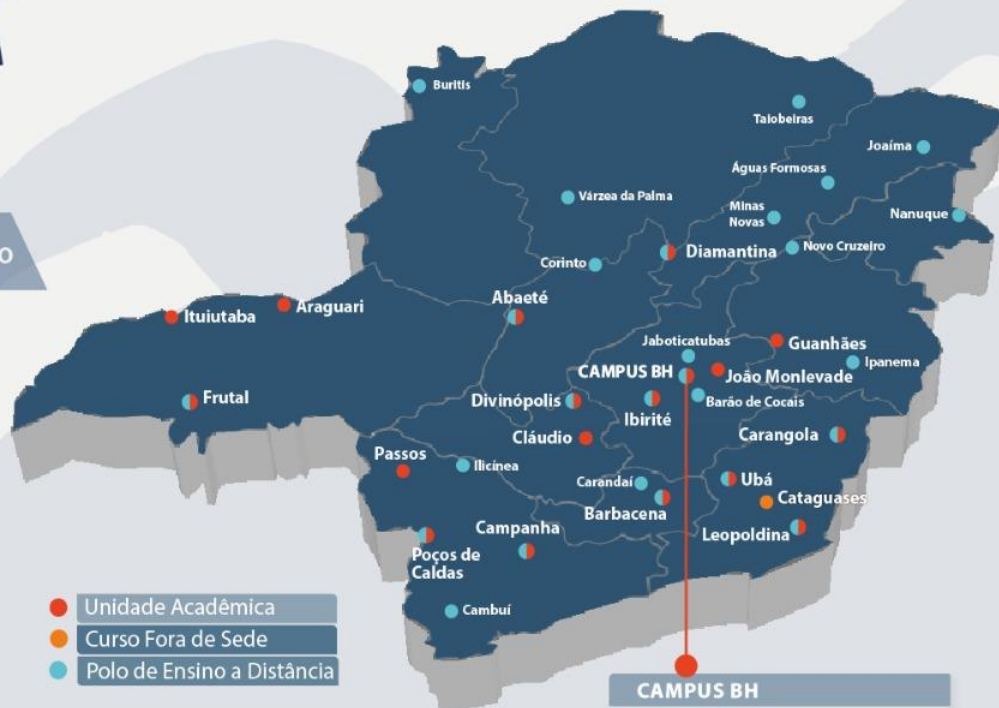 Buritis
Taiobeiras
Joaíma
Águas Formosas
Várzea da Palma
Minas
Novas
Nanuque
O
Diamantina
Novo Cruzeiro
Corinto
Abaeté
Ituiutaba
Araguari
Jaboticatubas
Guanhães
Ipanema
CAMPUS BH
João Monlevade
Frutal
Divinópolis
Ibirité
Barão de Cocais
Cláudio
Carangola
Passos
Ilicínea
Carandaí
Ubá
Barbacena
Cataguases
Campanha
Leopoldina
Poços de
Caldas
Cambuí
Unidade Acadêmica
Curso Fora de Sede
Polo de Ensino a Distância
CAMPUS BH